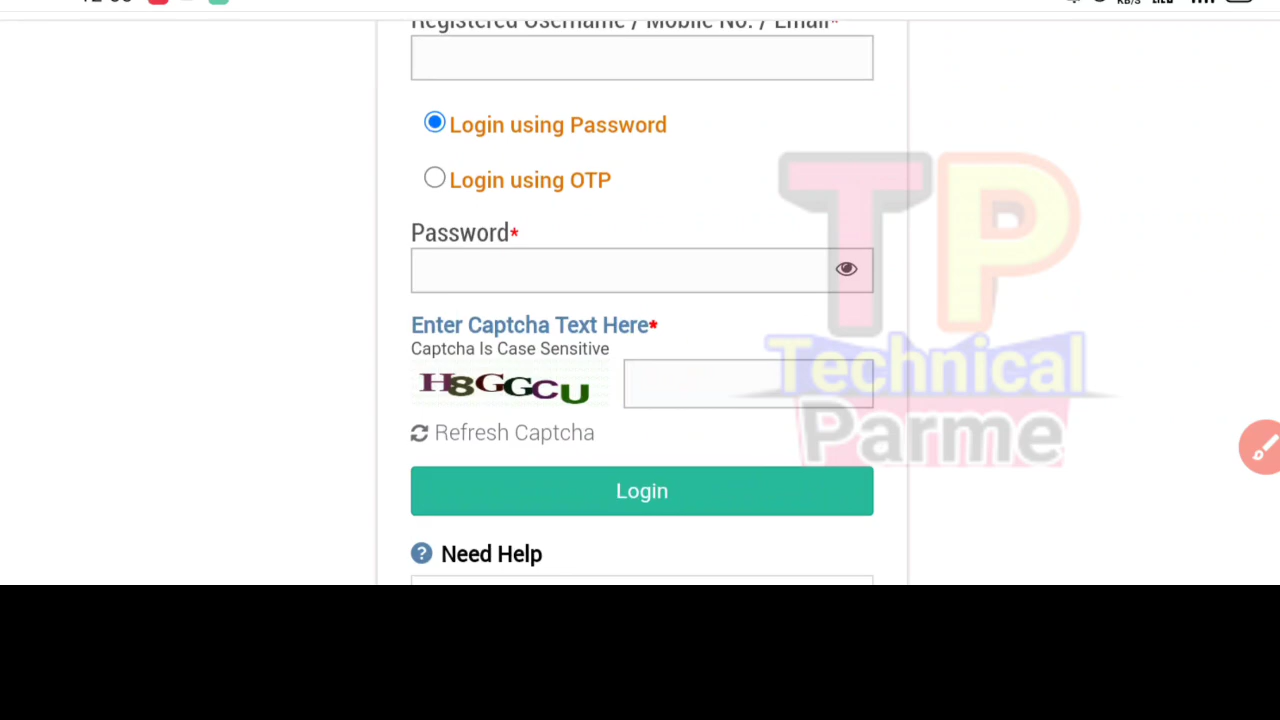 Registered Username / Mobile No. / Email*
Login using Password
Login using OTP
Password*
Enter Captcha Text Here*
Captcha Is Case Sensitive
H8GGCU
Refresh Captcha
Login
? Need Help
TP
Technical
Parme